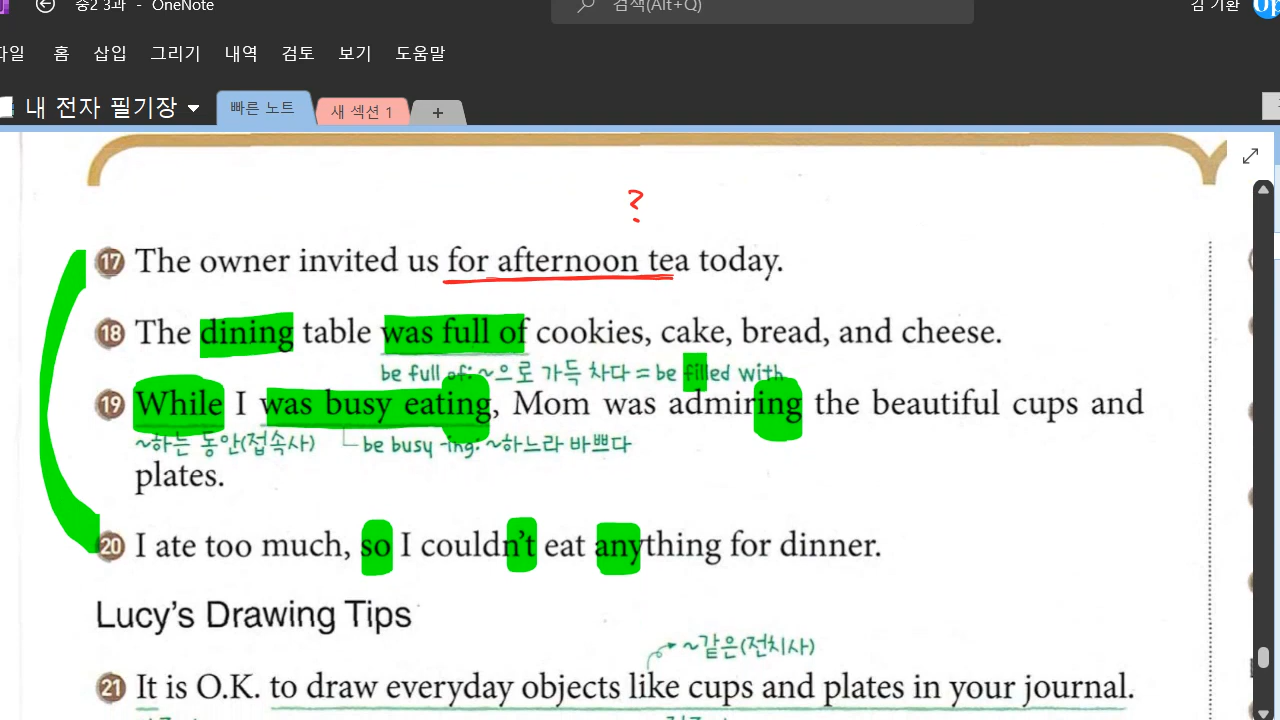 중2 3과 - OneNote
검색(Alt+Q)
김 기환
파일 홈 삽입 그리기 내역 검토 보기 도움말
내 전자 필기장 빠른 노트 새 섹션 1 +
?
17 The owner invited us for afternoon tea today.
18 The dining table was full of cookies, cake, bread, and cheese.
be full of: ~으로 가득 차다 = be filled with
19 While I was busy eating, Mom was admiring the beautiful cups and
~하는 동안(접속사) be busy -ing: ~하느라 바쁘다
plates.
20 I ate too much, so I couldn't eat anything for dinner.
Lucy's Drawing Tips
~같은(전치사)
21 It is O.K. to draw everyday objects like cups and plates in your journal.